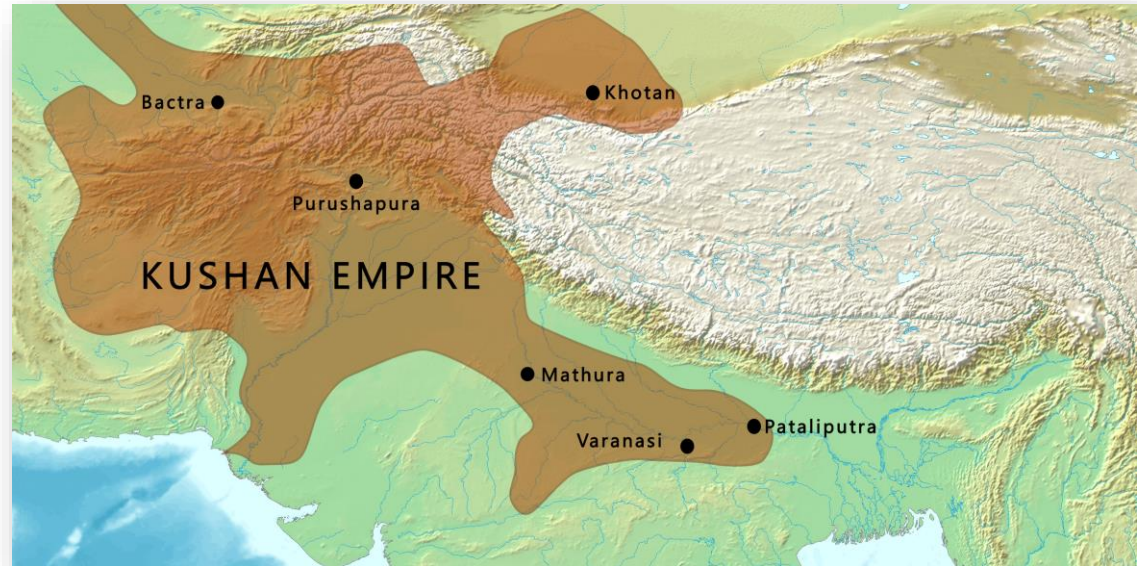 Khotan
Bactra
Purushapura
KUSHAN EMPIRE
Mathura
Pataliputra
Varanasi